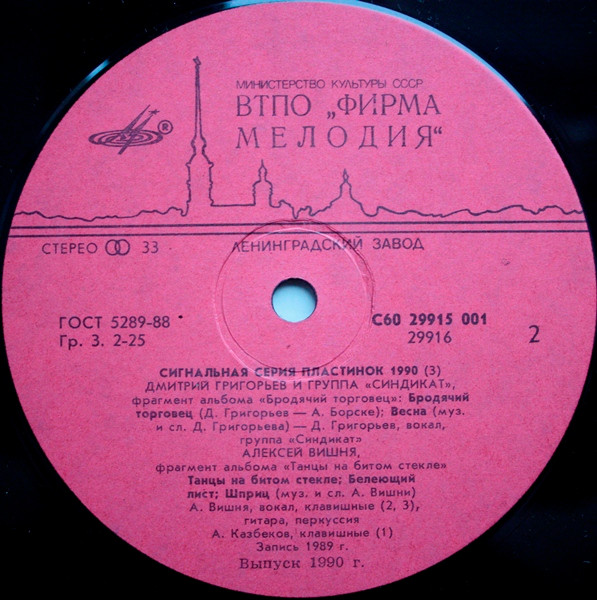 МИНИСТЕРСТВО КУЛЬТУРЫ СССР
ВТПО „ФИРМА
МЕЛОДИЯ“
®
СТЕРЕО 33
ЛЕНИНГРАДСКИЙ ЗАВОД
ГОСТ 5289-88
Гр. 3. 2-25
С60 29915 001
29916
2
СИГНАЛЬНАЯ СЕРИЯ ПЛАСТИНОК 1990 (3)
ДМИТРИЙ ГРИГОРЬЕВ И ГРУППА «СИНДИКАТ»,
фрагмент альбома «Бродячий торговец»: Бродячий
торговец (Д. Григорьев — А. Борске); Весна (муз.
и сл. Д. Григорьева) — Д. Григорьев, вокал,
группа «Синдикат»
АЛЕКСЕЙ ВИШНЯ,
фрагмент альбома «Танцы на битом стекле»
Танцы на битом стекле; Белеющий
лист; Шприц (муз. и сл. А. Вишни)
А. Вишня, вокал, клавишные (2, 3),
гитара, перкуссия
А. Казбеков, клавишные (1)
Запись 1989 г.
Выпуск 1990 г.